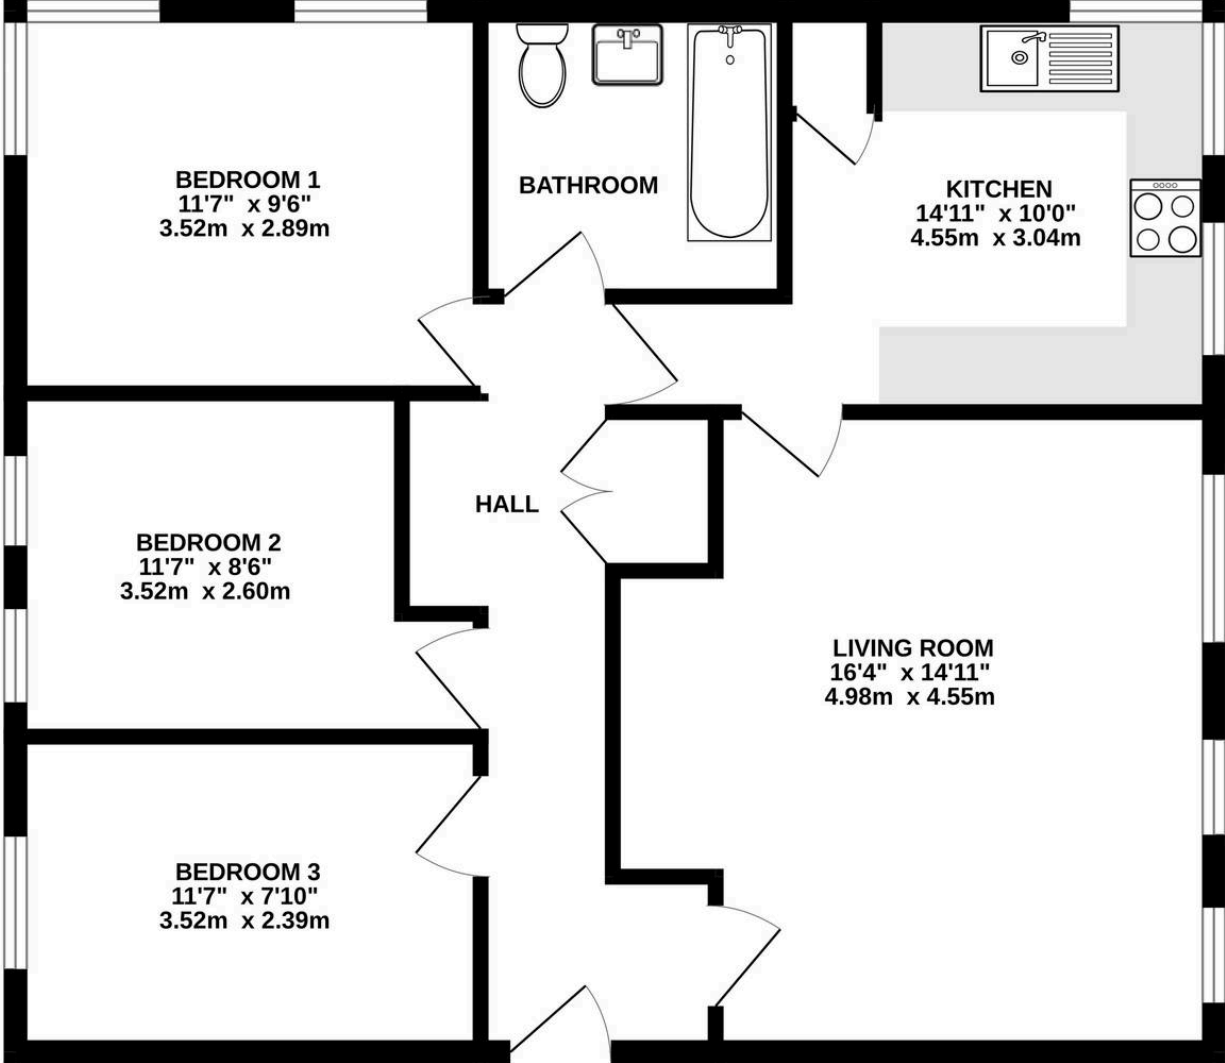 BEDROOM 1
11'7" x 9'6"
3.52m x 2.89m
BATHROOM
KITCHEN
14'11" x 10'0"
4.55m x 3.04m
HALL
BEDROOM 2
11'7" x 8'6"
3.52m x 2.60m
LIVING ROOM
16'4" x 14'11"
4.98m x 4.55m
BEDROOM 3
11'7" x 7'10"
3.52m x 2.39m